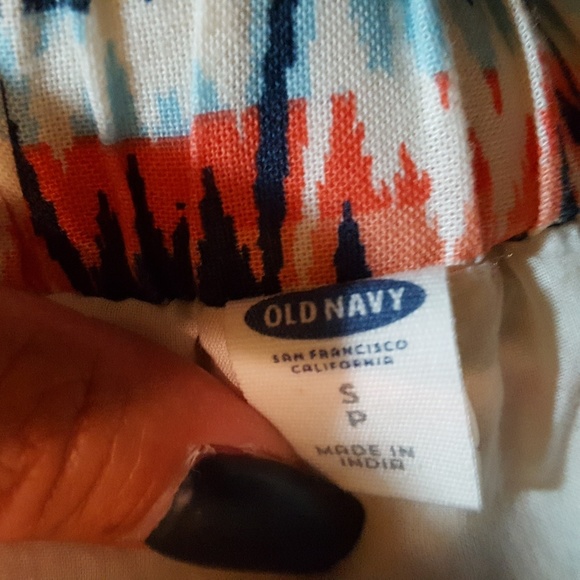 OLD NAVY
SAN FRANCISCO
CALIFORNIA
S
P
MADE IN
INDIA